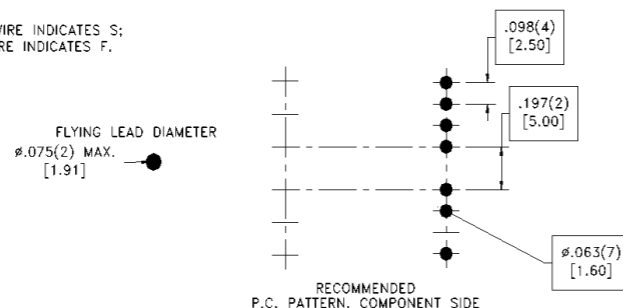 WIRE INDICATES S;
RE INDICATES F.
.098(4)
[2.50]
.197(2)
[5.00]
FLYING LEAD DIAMETER
ø.075(2) MAX.
[1.91]
ø.063(7)
[1.60]
RECOMMENDED
P.C. PATTERN, COMPONENT SIDE